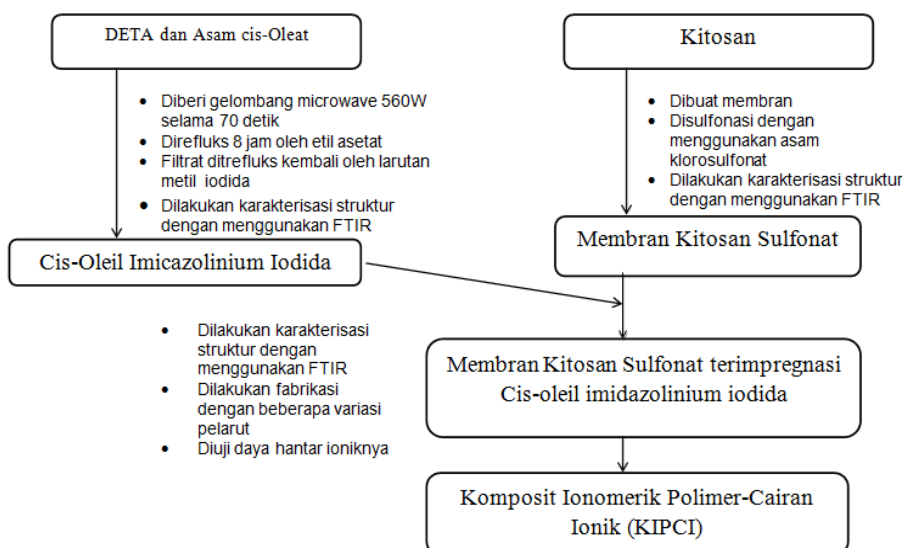 DETA dan Asam cis-Oleat
• Diberi gelombang microwave 560W
selama 70 detik
• Direfluks 8 jam oleh etil asetat
• Filtrat ditrefluks kembali oleh larutan
metil iodida
• Dilakukan karakterisasi struktur
dengan menggunakan FTIR
Cis-Oleil Imicazolinium Iodida
Kitosan
• Dibuat membran
• Disulfonasi dengan
menggunakan asam
klorosulfonat
• Dilakukan karakterisasi struktur
dengan menggunakan FTIR
Membran Kitosan Sulfonat
• Dilakukan karakterisasi
struktur dengan
menggunakan FTIR
• Dilakukan fabrikasi
dengan beberapa variasi
pelarut
• Diuji daya hantar ioniknya
Membran Kitosan Sulfonat terimpregnasi
Cis-oleil imidazolinium iodida
Komposit Ionomerik Polimer-Cairan
Ionik (KIPCI)